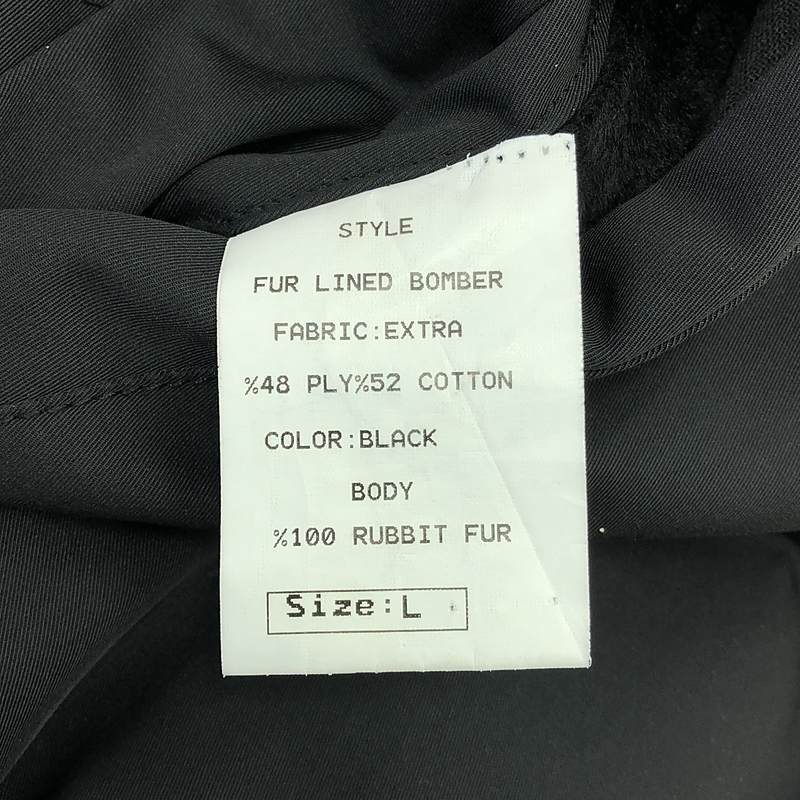 STYLE
FUR LINED BOMBER
FABRIC:EXTRA
%48 PLY%52 COTTON
COLOR:BLACK
BODY
%100 RUBBIT FUR
Size:L